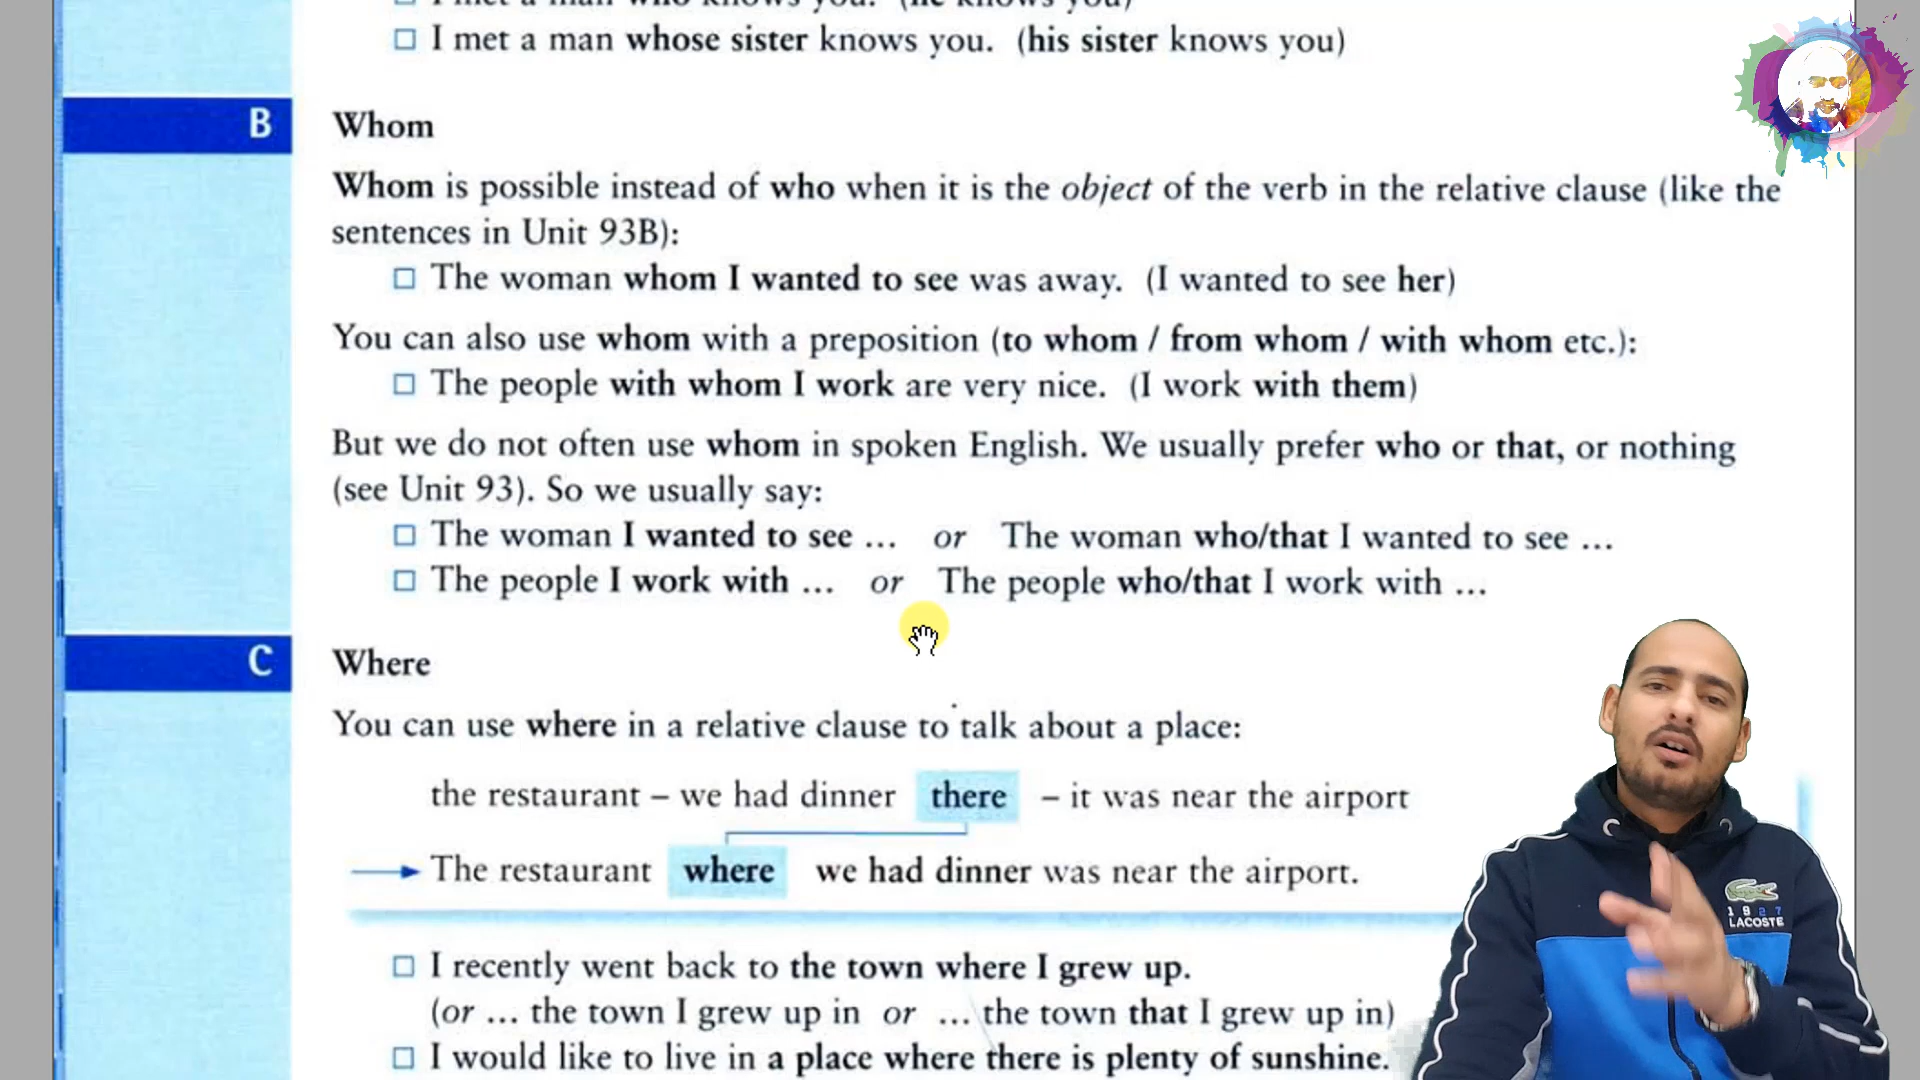 I met a man who knows you. (he knows you)
☐ I met a man whose sister knows you. (his sister knows you)
B Whom
Whom is possible instead of who when it is the object of the verb in the relative clause (like the
sentences in Unit 93B):
☐ The woman whom I wanted to see was away. (I wanted to see her)
You can also use whom with a preposition (to whom / from whom / with whom etc.):
☐ The people with whom I work are very nice. (I work with them)
But we do not often use whom in spoken English. We usually prefer who or that, or nothing
(see Unit 93). So we usually say:
☐ The woman I wanted to see ... or The woman who/that I wanted to see ...
☐ The people I work with ... or The people who/that I work with ...
C Where
You can use where in a relative clause to talk about a place:
the restaurant – we had dinner there – it was near the airport
The restaurant where we had dinner was near the airport.
☐ I recently went back to the town where I grew up.
(or ... the town I grew up in or ... the town that I grew up in)
☐ I would like to live in a place where there is plenty of sunshine.
1927
LACOSTE